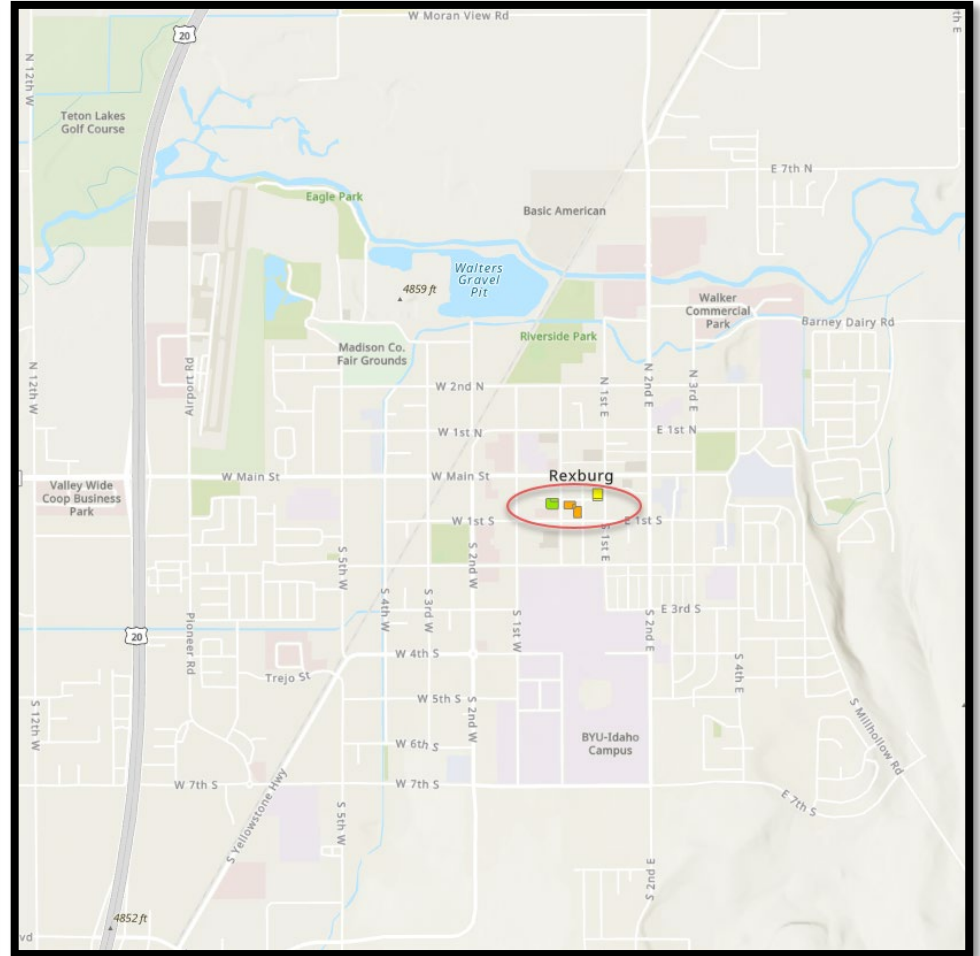 W Moran View Rd
20
N 12th W
Teton Lakes
Golf Course
E 7th N
Eagle Park
Basic American
Walters
Gravel
Pit
4859 ft
Walker
Commercial
Park
Barney Dairy Rd
Riverside Park
Madison Co.
Fair Grounds
N 12th W
Airport Rd
W 2nd N
N 1st E
N 2nd E
N 3rd E
W 1st N
E 1st N
W Main St
W Main St
Rexburg
Valley Wide
Coop Business
Park
W 1st S
E 1st S
S 1st E
S 5th W
S 2nd W
S 4th W
S 3rd W
S 1st W
E 3rd S
S 2nd E
20
Pioneer Rd
W 4th S
Trejo St
S 4th E
W 5th S
S 2nd W
S 12th W
W 6th S
BYU-Idaho
Campus
S Millhollow Rd
W 7th S
W 7th S
S Yellowstone Hwy
S 5th W
E 7th S
S 2nd E
4852 ft